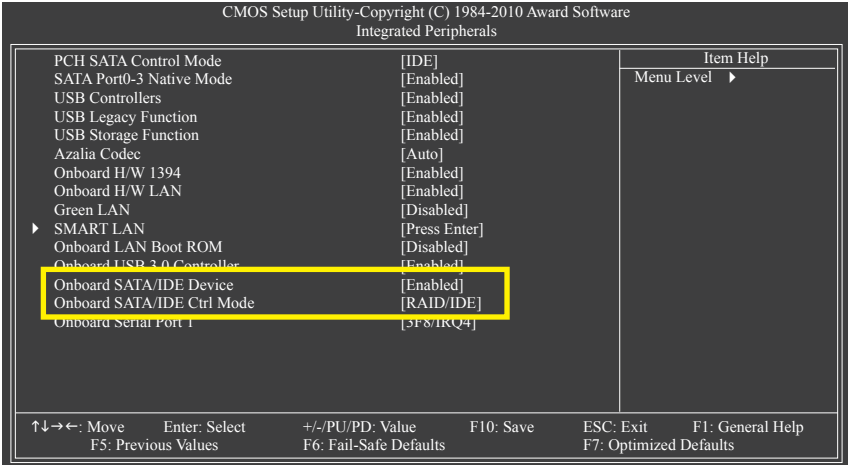 CMOS Setup Utility-Copyright (C) 1984-2010 Award Software
Integrated Peripherals
PCH SATA Control Mode [IDE] Item Help
SATA Port0-3 Native Mode [Enabled] Menu Level ▶
USB Controllers [Enabled]
USB Legacy Function [Enabled]
USB Storage Function [Enabled]
Azalia Codec [Auto]
Onboard H/W 1394 [Enabled]
Onboard H/W LAN [Enabled]
Green LAN [Disabled]
▶ SMART LAN [Press Enter]
Onboard LAN Boot ROM [Disabled]
Onboard USB 3.0 Controller [Enabled]
Onboard SATA/IDE Device [Enabled]
Onboard SATA/IDE Ctrl Mode [RAID/IDE]
Onboard Serial Port 1 [3F8/IRQ4]
↑↓→←: Move Enter: Select +/-/PU/PD: Value F10: Save ESC: Exit F1: General Help
F5: Previous Values F6: Fail-Safe Defaults F7: Optimized Defaults